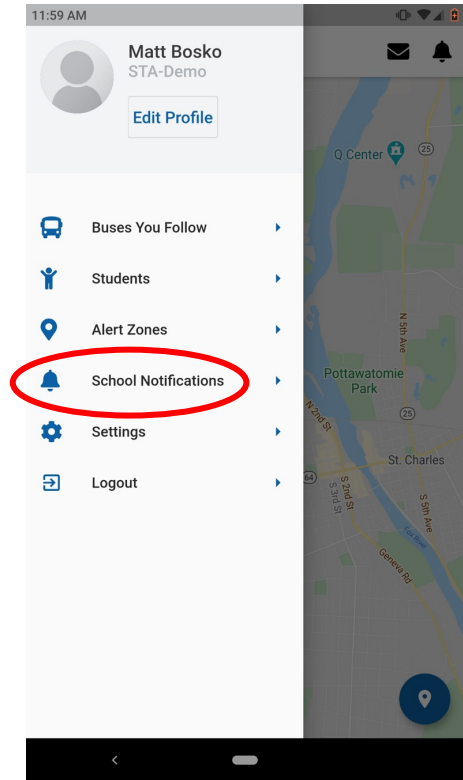 11:59 AM
Matt Bosko
STA-Demo
Edit Profile
Buses You Follow
Students
Alert Zones
School Notifications
Settings
Logout
Q Center
25
N 5th Ave
Pottawatomie
Park
N 2nd St
25
St. Charles
64
S 2nd St
S 3rd St
S 5th Ave
Fox River
Geneva Rd